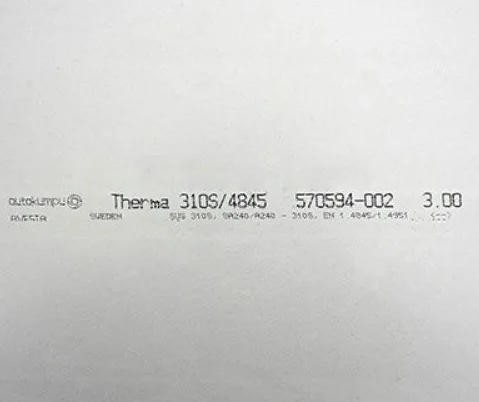 outokumpu Therma 310S/4845 570594-002 3.00
AVESTA SWEDEN SUS 310S, SA240/A240 - 310S, EN 1.4845/1.4951